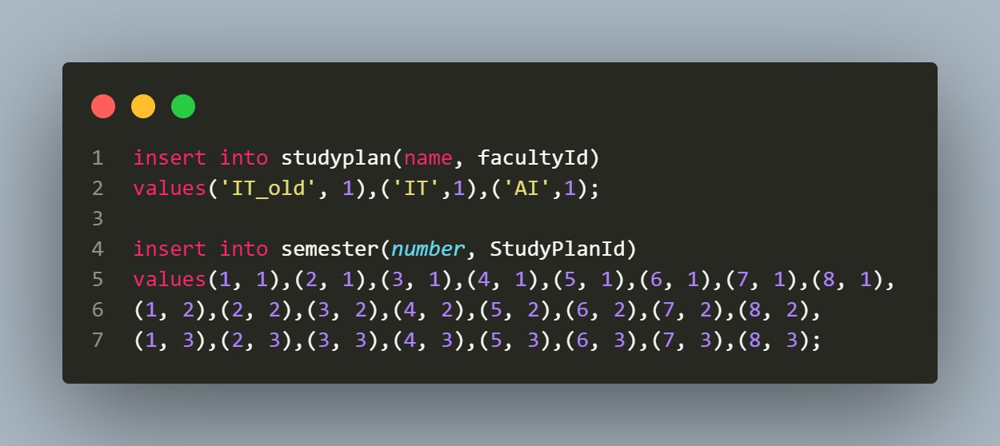 1 insert into studyplan(name, facultyId)
2 values('IT_old', 1),('IT',1),('AI',1);
3
4 insert into semester(number, StudyPlanId)
5 values(1, 1),(2, 1),(3, 1),(4, 1),(5, 1),(6, 1),(7, 1),(8, 1),
6 (1, 2),(2, 2),(3, 2),(4, 2),(5, 2),(6, 2),(7, 2),(8, 2),
7 (1, 3),(2, 3),(3, 3),(4, 3),(5, 3),(6, 3),(7, 3),(8, 3);